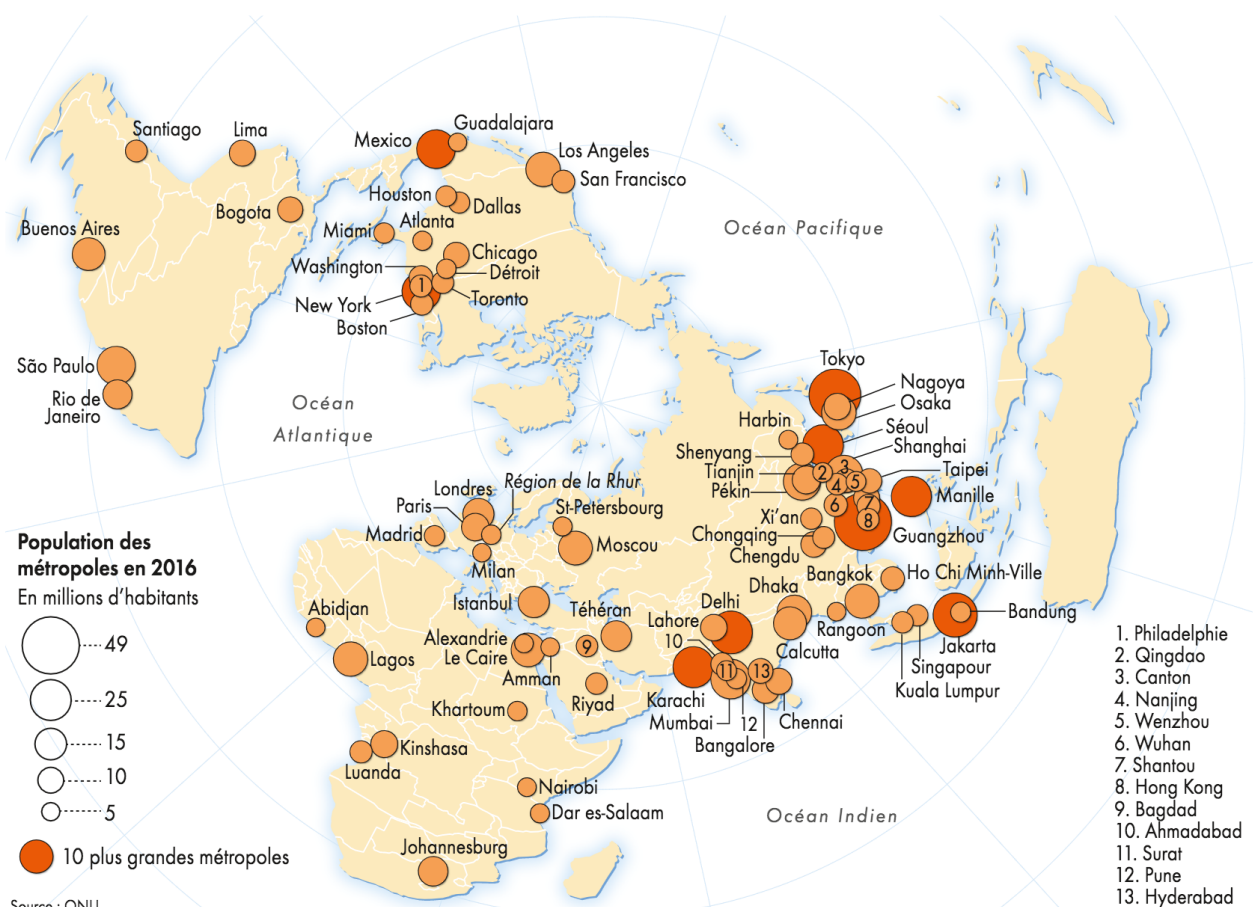 Santiago
Lima
Mexico
Guadalajara
Los Angeles
San Francisco
Houston
Dallas
Bogota
Buenos Aires
Miami
Atlanta
Océan Pacifique
Chicago
Washington
Détroit
1
New York
Toronto
Boston
São Paulo
Rio de
Janeiro
Océan
Atlantique
Tokyo
Nagoya
Osaka
Harbin
Séoul
Shanghai
Shenyang
Tianjin
Pékin
2
3
4
5
6
7
8
Taipei
Manille
Xi'an
Guangzhou
Chongqing
Chengdu
Londres
Région de la Rhur
Paris
St-Petersbourg
Madrid
Moscou
Milan
Istanbul
Téhéran
Dhaka
Bangkok
Ho Chi Minh-Ville
Delhi
Lahore
10
Rangoon
Calcutta
Bandung
Jakarta
Singapour
Kuala Lumpur
Abidjan
Alexandrie
Le Caire
9
Lagos
Amman
Riyad
11
13
Karachi
Mumbai
12
Chennai
Bangalore
Khartoum
Kinshasa
Luanda
Nairobi
Dar es-Salaam
Océan Indien
Johannesburg
Population des
métropoles en 2016
En millions d'habitants
49
25
15
10
5
10 plus grandes métropoles
Source : ONU
1. Philadelphie
2. Qingdao
3. Canton
4. Nanjing
5. Wenzhou
6. Wuhan
7. Shantou
8. Hong Kong
9. Bagdad
10. Ahmadabad
11. Surat
12. Pune
13. Hyderabad